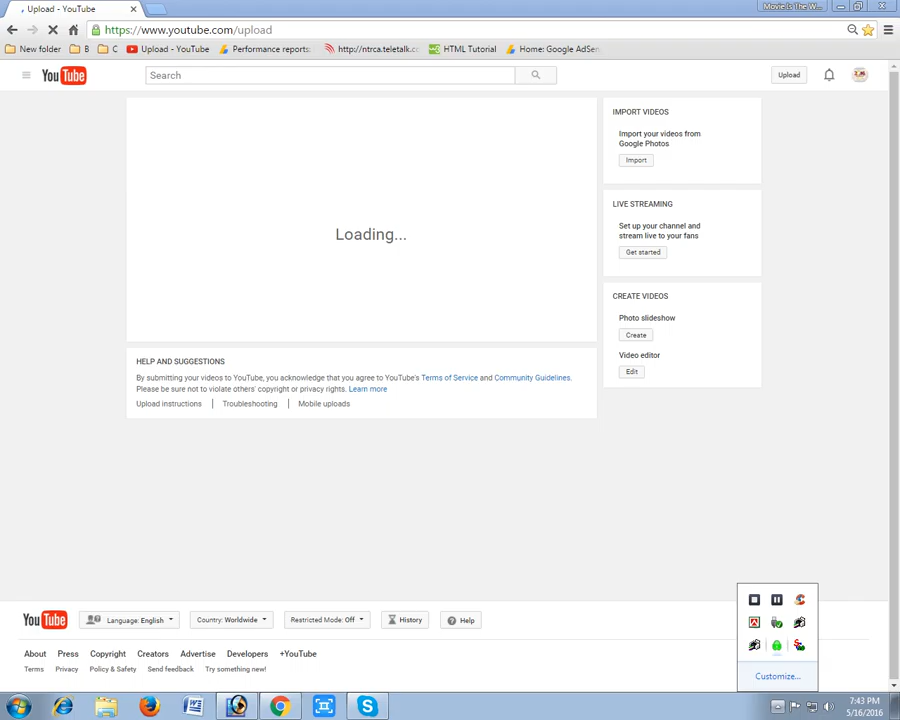 Upload - YouTube
Movie Is The W...
https://www.youtube.com/upload
New folder B C Upload - YouTube Performance reports http://ntrca.teletalk.cc HTML Tutorial Home: Google AdSen
YouTube Search Upload
IMPORT VIDEOS
Import your videos from
Google Photos
Import
Loading...
LIVE STREAMING
Set up your channel and
stream live to your fans
Get started
CREATE VIDEOS
Photo slideshow
Create
Video editor
Edit
HELP AND SUGGESTIONS
By submitting your videos to YouTube, you acknowledge that you agree to YouTube's Terms of Service and Community Guidelines.
Please be sure not to violate others' copyright or privacy rights. Learn more
Upload instructions Troubleshooting Mobile uploads
YouTube Language: English Country: Worldwide Restricted Mode: Off History Help
About Press Copyright Creators Advertise Developers +YouTube
Terms Privacy Policy & Safety Send feedback Try something new!
Customize...
7:43 PM
5/16/2016